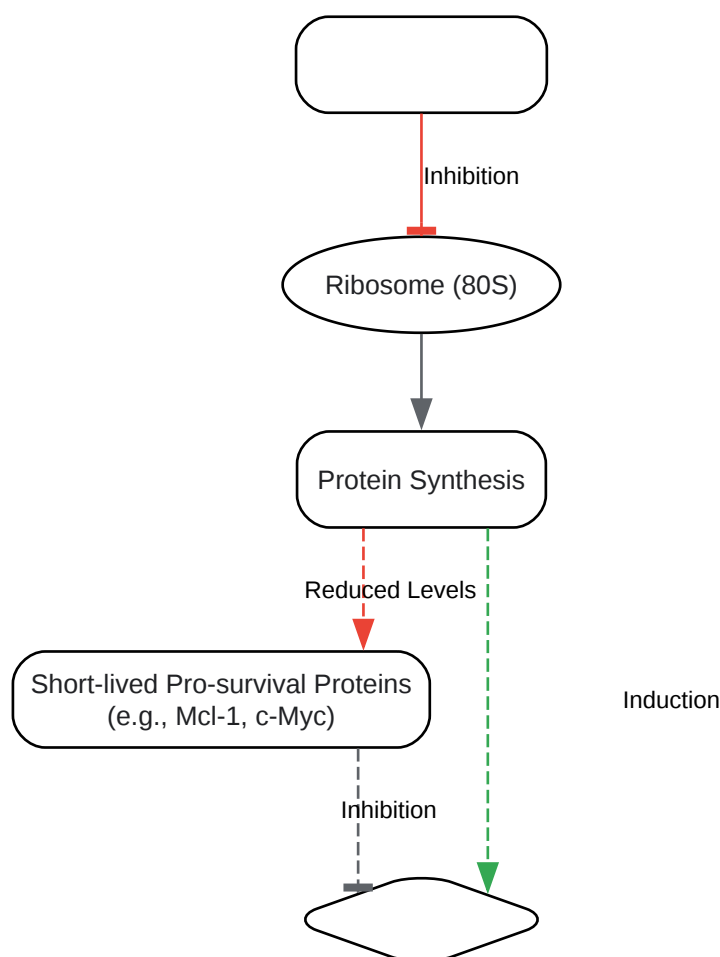 Inhibition
Ribosome (80S)
Protein Synthesis
Reduced Levels
Short-lived Pro-survival Proteins
(e.g., Mcl-1, c-Myc)
Induction
Inhibition